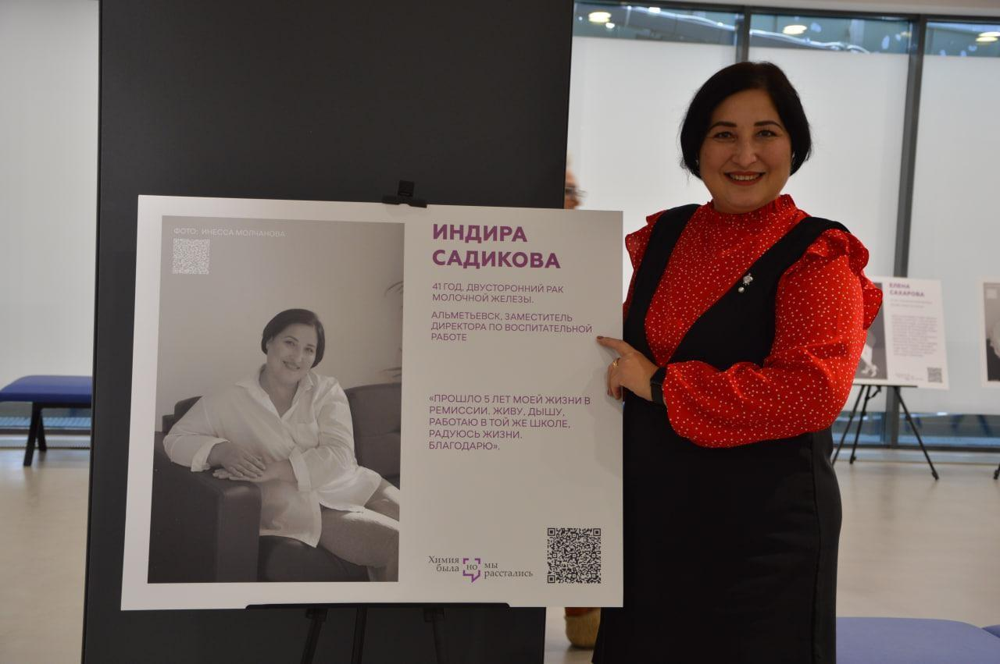 ФОТО: ИНЕССА МОЛЧАНОВА
ИНДИРА
САДИКОВА
41 ГОД, ДВУСТОРОННИЙ РАК
МОЛОЧНОЙ ЖЕЛЕЗЫ.
АЛЬМЕТЬЕВСК, ЗАМЕСТИТЕЛЬ
ДИРЕКТОРА ПО ВОСПИТАТЕЛЬНОЙ
РАБОТЕ
«ПРОШЛО 5 ЛЕТ МОЕЙ ЖИЗНИ В
РЕМИССИИ. ЖИВУ, ДЫШУ,
РАБОТАЮ В ТОЙ ЖЕ ШКОЛЕ,
РАДУЮСЬ ЖИЗНИ.
БЛАГОДАРЮ».
Химия
была
но
мы
расстались
ЕЛЕНА
САХАРОВА